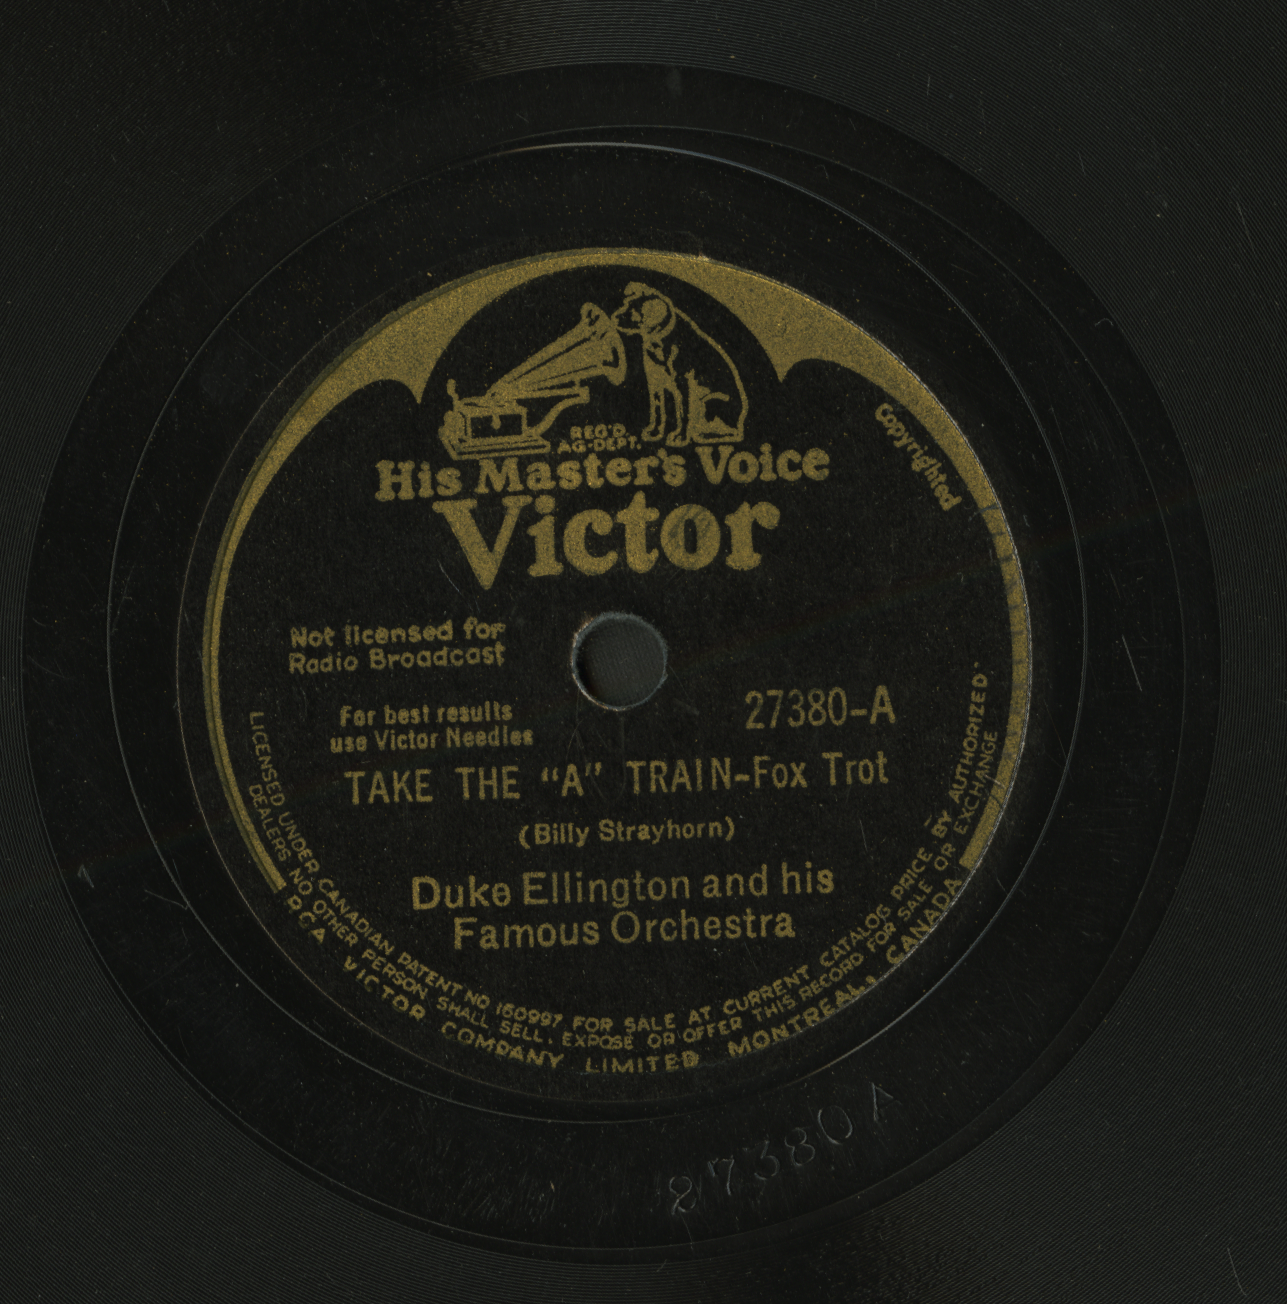 REG'D.
AG-DEPT.
His Master's Voice
Victor
Copyrighted
Not licensed for
Radio Broadcast
For best results
use Victor Needles
27380-A
TAKE THE “A” TRAIN-Fox Trot
(Billy Strayhorn)
Duke Ellington and his
Famous Orchestra
LICENSED UNDER CANADIAN PATENT NO 160997 FOR SALE AT CURRENT CATALOG PRICE BY AUTHORIZED
DEALERS NO OTHER PERSON SHALL SELL, EXPOSE OR OFFER THIS RECORD FOR SALE OR EXCHANGE
RCA VICTOR COMPANY LIMITED MONTREAL, CANADA
27380A